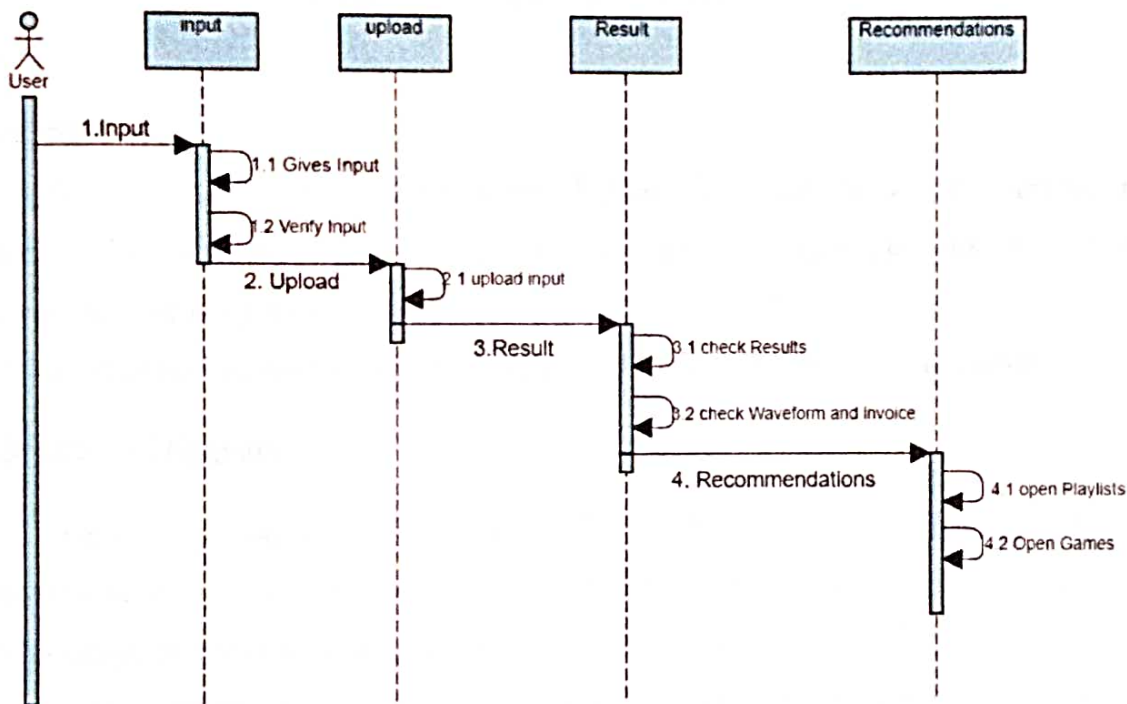 input
upload
Result
Recommendations
User
1.Input
1.1 Gives Input
1.2 Verify Input
2. Upload
2 1 upload input
3.Result
3 1 check Results
3 2 check Waveform and Invoice
4. Recommendations
4 1 open Playlists
4 2 Open Games